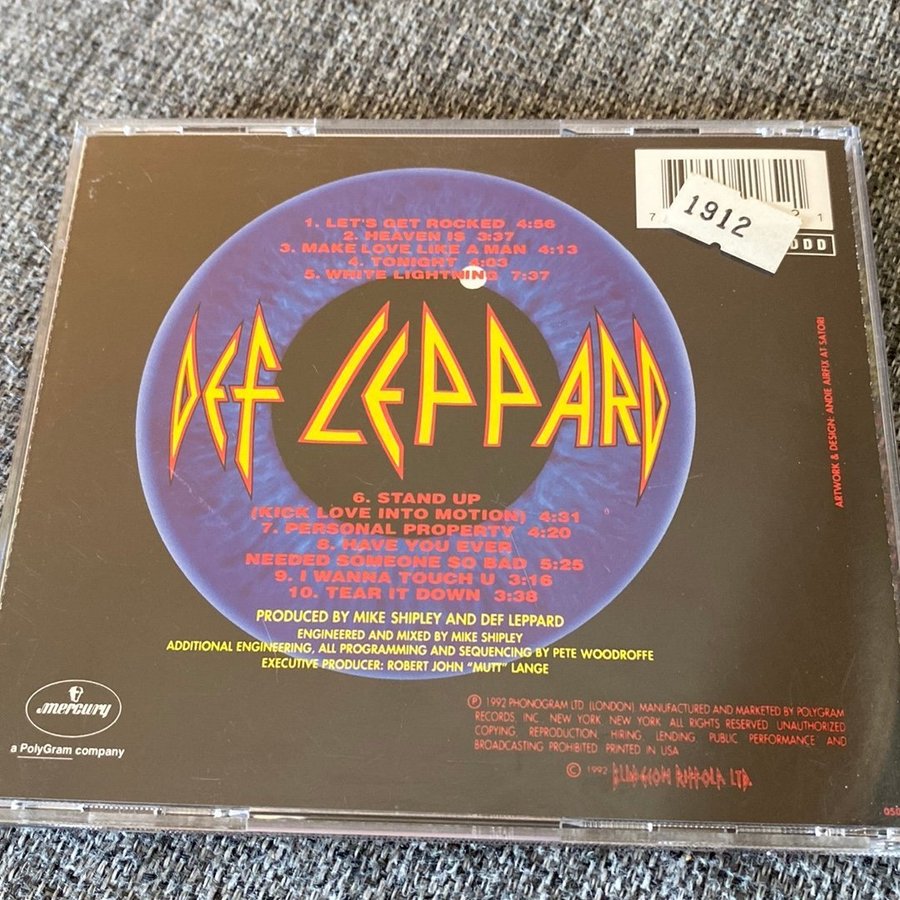 1. LET'S GET ROCKED 4:56
2. HEAVEN IS 3:37
3. MAKE LOVE LIKE A MAN 4:13
4. TONIGHT 4:03
5. WHITE LIGHTNING 7:37
1912
DDD
DEF LEPPARD
6. STAND UP
(KICK LOVE INTO MOTION) 4:31
7. PERSONAL PROPERTY 4:20
8. HAVE YOU EVER
NEEDED SOMEONE SO BAD 5:25
9. I WANNA TOUCH U 3:16
10. TEAR IT DOWN 3:38
PRODUCED BY MIKE SHIPLEY AND DEF LEPPARD
ENGINEERED AND MIXED BY MIKE SHIPLEY
ADDITIONAL ENGINEERING, ALL PROGRAMMING AND SEQUENCING BY PETE WOODROFFE
EXECUTIVE PRODUCER: ROBERT JOHN "MUTT" LANGE
ARTWORK & DESIGN: ANDIE AIRFIX AT SATORI
mercury
a PolyGram company
Ⓟ 1992 PHONOGRAM LTD (LONDON) MANUFACTURED AND MARKETED BY POLYGRAM
RECORDS, INC. NEW YORK, NEW YORK. ALL RIGHTS RESERVED. UNAUTHORIZED
COPYING, REPRODUCTION, HIRING, LENDING, PUBLIC PERFORMANCE AND
BROADCASTING PROHIBITED. PRINTED IN USA
© 1992 BLUDGEON RIFFOLA LTD.